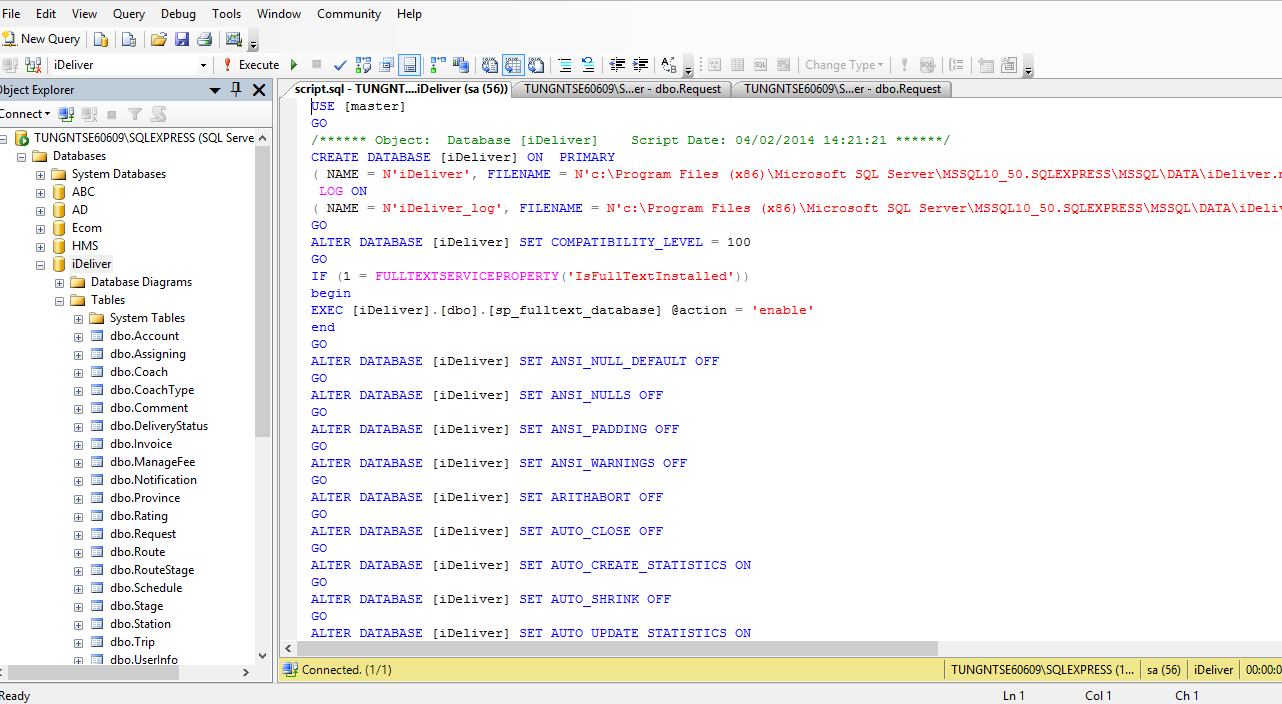 File Edit View Query Debug Tools Window Community Help
New Query
iDeliver Execute Change Type
Object Explorer
script.sql - TUNGNT....iDeliver (sa (56)) TUNGNTSE60609\S...er - dbo.Request TUNGNTSE60609\S...er - dbo.Request
Connect
TUNGNTSE60609\SQLEXPRESS (SQL Serve
Databases
System Databases
ABC
AD
Ecom
HMS
iDeliver
Database Diagrams
Tables
System Tables
dbo.Account
dbo.Assigning
dbo.Coach
dbo.CoachType
dbo.Comment
dbo.DeliveryStatus
dbo.Invoice
dbo.ManageFee
dbo.Notification
dbo.Province
dbo.Rating
dbo.Request
dbo.Route
dbo.RouteStage
dbo.Schedule
dbo.Stage
dbo.Station
dbo.Trip
dbo.UserInfo
USE [master]
GO
/****** Object:  Database [iDeliver]    Script Date: 04/02/2014 14:21:21 ******/
CREATE DATABASE [iDeliver] ON  PRIMARY
( NAME = N'iDeliver', FILENAME = N'c:\Program Files (x86)\Microsoft SQL Server\MSSQL10_50.SQLEXPRESS\MSSQL\DATA\iDeliver.m
LOG ON
( NAME = N'iDeliver_log', FILENAME = N'c:\Program Files (x86)\Microsoft SQL Server\MSSQL10_50.SQLEXPRESS\MSSQL\DATA\iDeliv
GO
ALTER DATABASE [iDeliver] SET COMPATIBILITY_LEVEL = 100
GO
IF (1 = FULLTEXTSERVICEPROPERTY('IsFullTextInstalled'))
begin
EXEC [iDeliver].[dbo].[sp_fulltext_database] @action = 'enable'
end
GO
ALTER DATABASE [iDeliver] SET ANSI_NULL_DEFAULT OFF
GO
ALTER DATABASE [iDeliver] SET ANSI_NULLS OFF
GO
ALTER DATABASE [iDeliver] SET ANSI_PADDING OFF
GO
ALTER DATABASE [iDeliver] SET ANSI_WARNINGS OFF
GO
ALTER DATABASE [iDeliver] SET ARITHABORT OFF
GO
ALTER DATABASE [iDeliver] SET AUTO_CLOSE OFF
GO
ALTER DATABASE [iDeliver] SET AUTO_CREATE_STATISTICS ON
GO
ALTER DATABASE [iDeliver] SET AUTO_SHRINK OFF
GO
ALTER DATABASE [iDeliver] SET AUTO_UPDATE_STATISTICS ON
Connected. (1/1) TUNGNTSE60609\SQLEXPRESS (1... sa (56) iDeliver 00:00:0
Ready Ln 1 Col 1 Ch 1